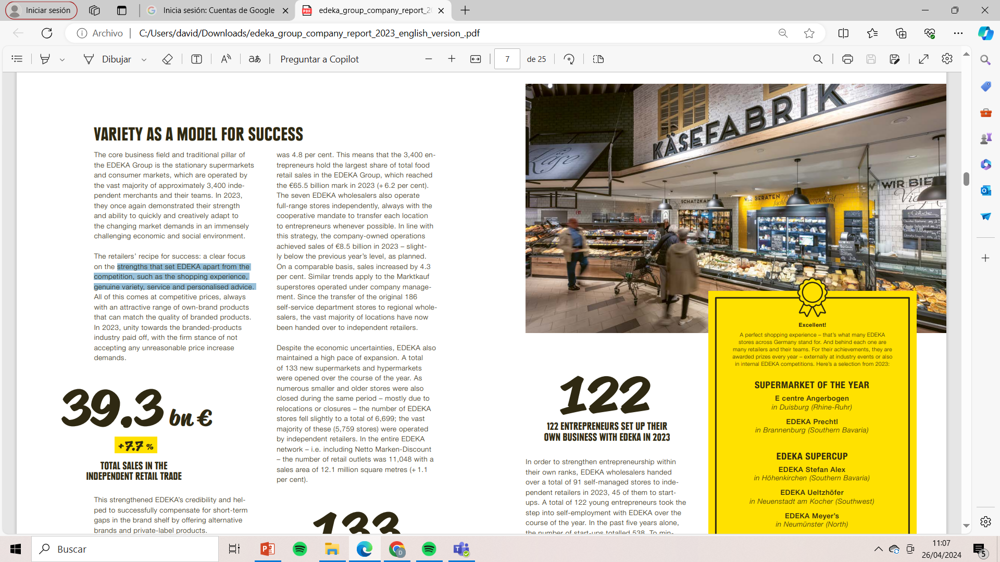 Iniciar sesión
Inicia sesión: Cuentas de Google
edeka_group_company_report_20
Archivo
C:/Users/david/Downloads/edeka_group_company_report_2023_english_version_.pdf
Dibujar
Preguntar a Copilot
7
de 25
VARIETY AS A MODEL FOR SUCCESS
The core business field and traditional pillar of
the EDEKA Group is the stationary supermarkets
and consumer markets, which are operated by
the vast majority of approximately 3,400 inde-
pendent merchants and their teams. In 2023,
they once again demonstrated their strength
and ability to quickly and creatively adapt to
the changing market demands in an immensely
challenging economic and social environment.
The retailers' recipe for success: a clear focus
on the strengths that set EDEKA apart from the
competition, such as the shopping experience,
genuine variety, service and personalised advice.
All of this comes at competitive prices, always
with an attractive range of own-brand products
that can match the quality of branded products.
In 2023, unity towards the branded-products
industry paid off, with the firm stance of not
accepting any unreasonable price increase
demands.
39.3 bn €
+7.7 %
TOTAL SALES IN THE
INDEPENDENT RETAIL TRADE
This strengthened EDEKA's credibility and hel-
ped to successfully compensate for short-term
gaps in the brand shelf by offering alternative
brands and private-label products.
was 4.8 per cent. This means that the 3,400 en-
trepreneurs hold the largest share of total food
retail sales in the EDEKA Group, which reached
the €65.5 billion mark in 2023 (+ 6.2 per cent).
The seven EDEKA wholesalers also operate
full-range stores independently, always with the
cooperative mandate to transfer each location
to entrepreneurs whenever possible. In line with
this strategy, the company-owned operations
achieved sales of €8.5 billion in 2023 – slight-
ly below the previous year's level, as planned.
On a comparable basis, sales increased by 4.3
per cent. Similar trends apply to the Marktkauf
superstores operated under company manage-
ment. Since the transfer of the original 186
self-service department stores to regional whole-
salers, the vast majority of locations have now
been handed over to independent retailers.
Despite the economic uncertainties, EDEKA also
maintained a high pace of expansion. A total
of 133 new supermarkets and hypermarkets
were opened over the course of the year. As
numerous smaller and older stores were also
closed during the same period – mostly due to
relocations or closures – the number of EDEKA
stores fell slightly to a total of 6,699; the vast
majority of these (5,759 stores) were operated
by independent retailers. In the entire EDEKA
network – i.e. including Netto Marken-Discount
– the number of retail outlets was 11,048 with a
sales area of 12.1 million square metres (+ 1.1
per cent).
133
KÄSEFABRIK
Käse
SCHATZKAM
WIR BERATEN
fachlich kompetent
WIR BIE
122
122 ENTREPRENEURS SET UP THEIR
OWN BUSINESS WITH EDEKA IN 2023
In order to strengthen entrepreneurship within
their own ranks, EDEKA wholesalers handed
over a total of 91 self-managed stores to inde-
pendent retailers in 2023, 45 of them to start-
ups. A total of 122 young entrepreneurs took the
step into self-employment with EDEKA over the
course of the year. In the past five years alone,
the number of start-ups totalled 538. To min-
Excellent!
A perfect shopping experience – that's what many EDEKA
stores across Germany stand for. And behind each one are
many retailers and their teams. For their achievements, they are
awarded prizes every year – externally at industry events or also
in internal EDEKA competitions. Here's a selection from 2023:
SUPERMARKET OF THE YEAR
E centre Angerbogen
in Duisburg (Rhine-Ruhr)
EDEKA Prechtl
in Brannenburg (Southern Bavaria)
EDEKA SUPERCUP
EDEKA Stefan Alex
in Höhenkirchen (Southern Bavaria)
EDEKA Ueltzhöfer
in Neuenstadt am Kocher (Southwest)
EDEKA Meyer's
in Neumünster (North)
Buscar
11:07
26/04/2024
5